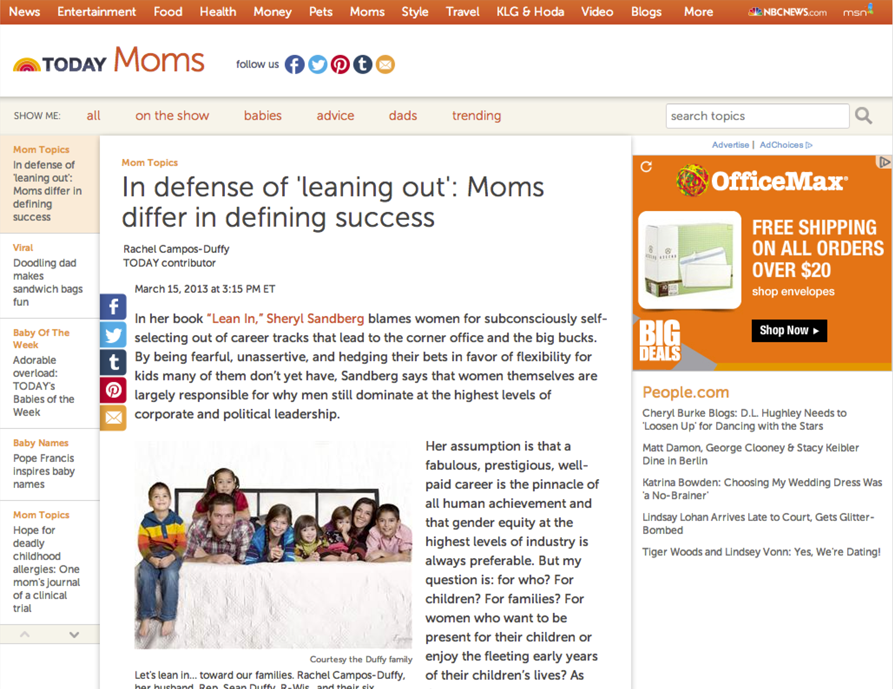 News Entertainment Food Health Money Pets Moms Style Travel KLG & Hoda Video Blogs More NBCNEWS.com msn
TODAY Moms
follow us
SHOW ME: all on the show babies advice dads trending
search topics
Mom Topics
In defense of
'leaning out':
Moms differ in
defining
success
Viral
Doodling dad
makes
sandwich bags
fun
Baby Of The
Week
Adorable
overload:
TODAY's
Babies of the
Week
Baby Names
Pope Francis
inspires baby
names
Mom Topics
Hope for
deadly
childhood
allergies: One
mom's journal
of a clinical
trial
Mom Topics
In defense of 'leaning out': Moms
differ in defining success
Rachel Campos-Duffy
TODAY contributor
March 15, 2013 at 3:15 PM ET
In her book "Lean In," Sheryl Sandberg blames women for subconsciously self-
selecting out of career tracks that lead to the corner office and the big bucks.
By being fearful, unassertive, and hedging their bets in favor of flexibility for
kids many of them don't yet have, Sandberg says that women themselves are
largely responsible for why men still dominate at the highest levels of
corporate and political leadership.
Her assumption is that a
fabulous, prestigious, well-
paid career is the pinnacle of
all human achievement and
that gender equity at the
highest levels of industry is
always preferable. But my
question is: for who? For
children? For families? For
women who want to be
present for their children or
enjoy the fleeting early years
of their children's lives? As
Courtesy the Duffy family
Let's lean in... toward our families. Rachel Campos-Duffy,
her husband, Rep. Sean Duffy, R-Wis., and their six
Advertise | AdChoices
OfficeMax
FREE SHIPPING
ON ALL ORDERS
OVER $20
shop envelopes
Shop Now
BIG
DEALS
People.com
Cheryl Burke Blogs: D.L. Hughley Needs to
'Loosen Up' for Dancing with the Stars
Matt Damon, George Clooney & Stacy Keibler
Dine in Berlin
Katrina Bowden: Choosing My Wedding Dress Was
'a No-Brainer'
Lindsay Lohan Arrives Late to Court, Gets Glitter-
Bombed
Tiger Woods and Lindsey Vonn: Yes, We're Dating!